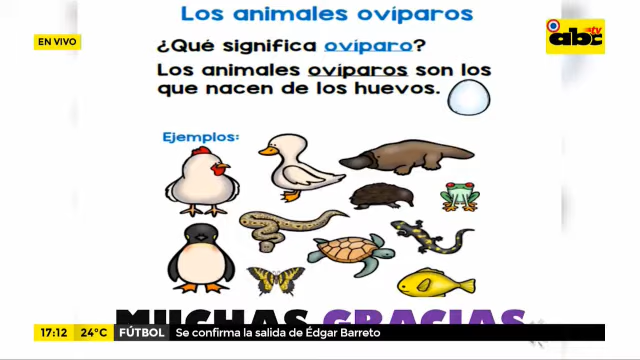 Los animales ovíparos
EN VIVO
abc tv
¿Qué significa ovíparo?
Los animales ovíparos son los
que nacen de los huevos.
Ejemplos:
MUCHAS GRACIAS
17:12 24°C FÚTBOL Se confirma la salida de Édgar Barreto